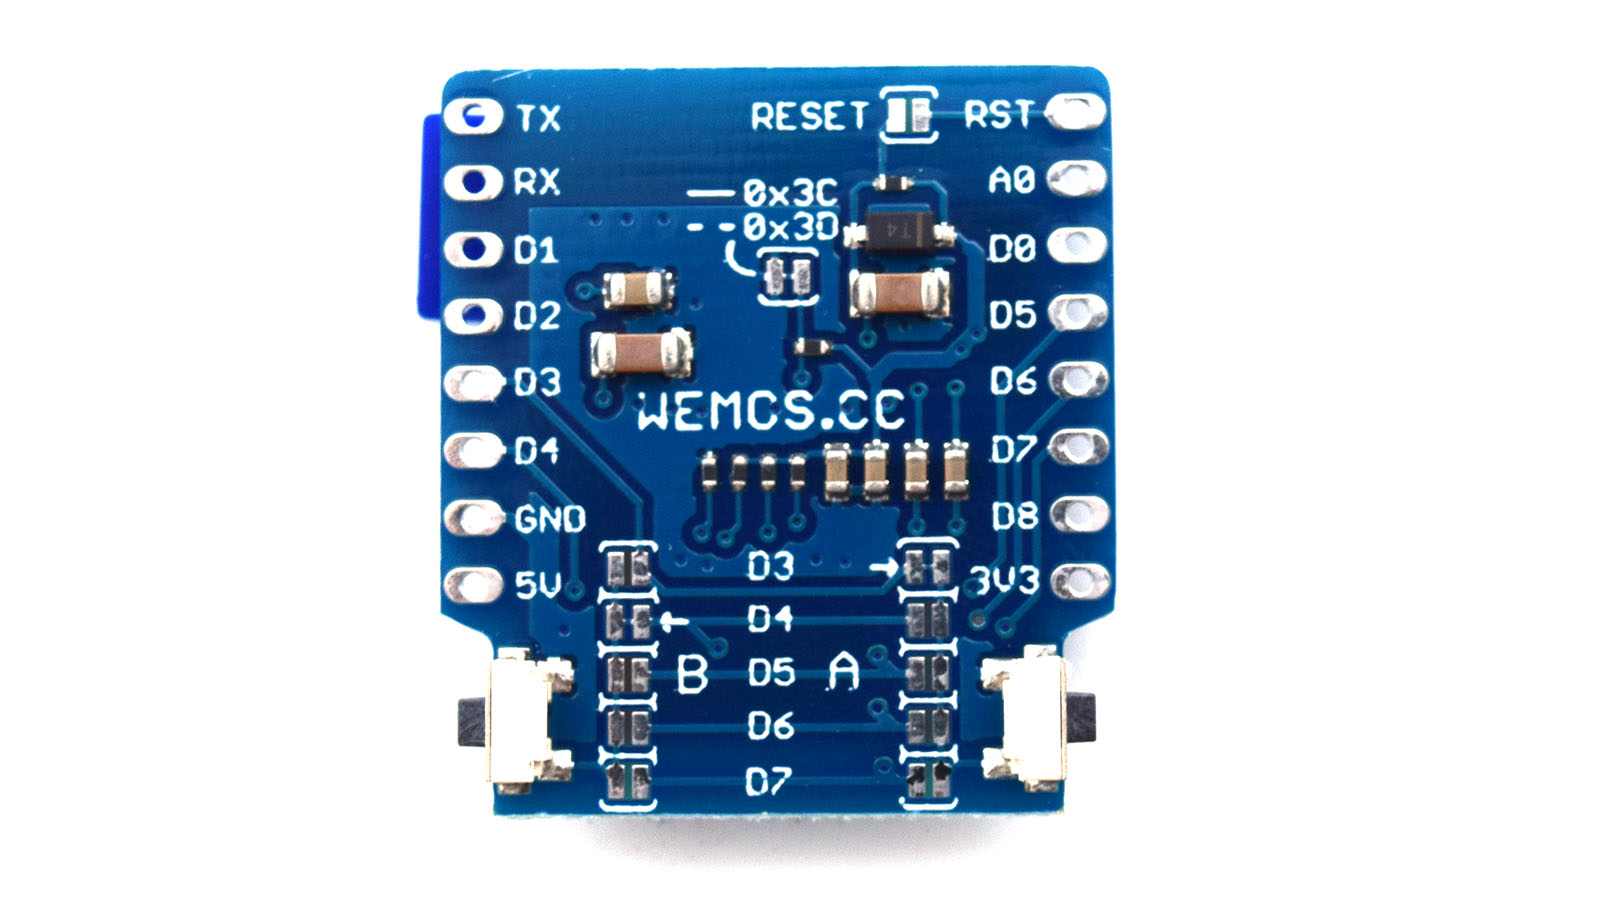 TX RESET RST
RX A0
0x3C
0x3D
T4
D1 D0
D2 D5
D3 D6
WEMOS.CC
D4 D7
GND D8
5V 3V3
D3
D4
B D5 A
D6
D7